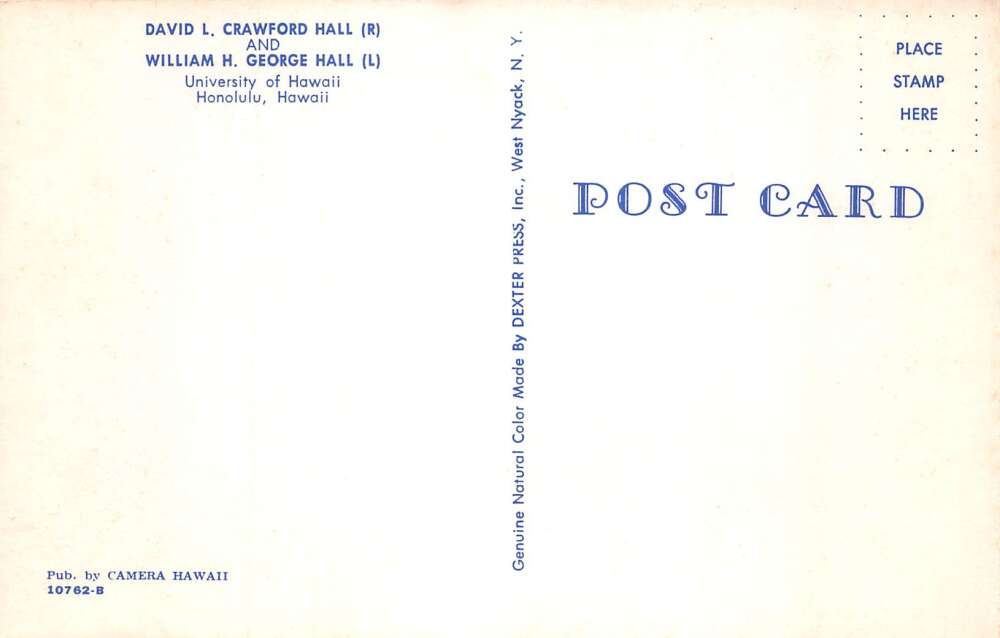 DAVID L. CRAWFORD HALL (R)
AND
WILLIAM H. GEORGE HALL (L)
University of Hawaii
Honolulu, Hawaii
Pub. by CAMERA HAWAII
10762-B
Genuine Natural Color Made By DEXTER PRESS, Inc., West Nyack, N. Y.
PLACE
STAMP
HERE
POST CARD